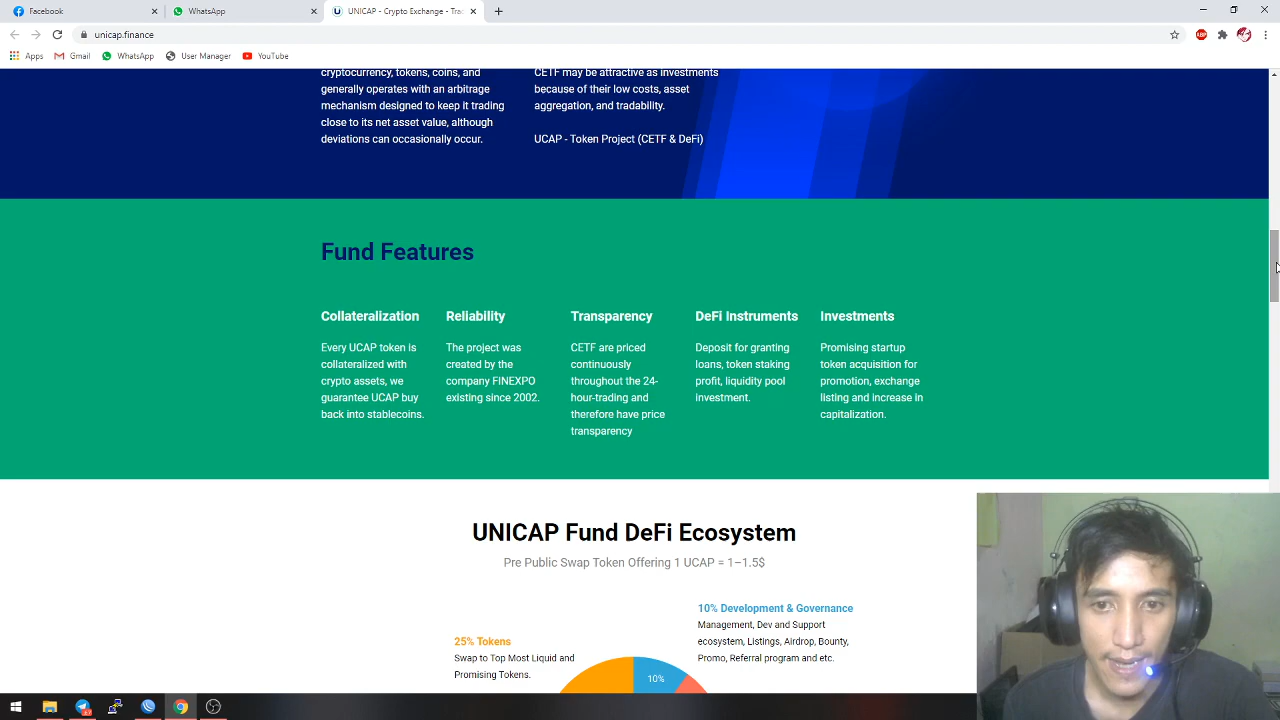 Facebook
WhatsApp
UNICAP - Crypto Exchange - Tra
unicap.finance
Apps
Gmail
WhatsApp
User Manager
YouTube
cryptocurrency, tokens, coins, and
generally operates with an arbitrage
mechanism designed to keep it trading
close to its net asset value, although
deviations can occasionally occur.
CETF may be attractive as investments
because of their low costs, asset
aggregation, and tradability.
UCAP - Token Project (CETF & DeFi)
Fund Features
Collateralization
Every UCAP token is
collateralized with
crypto assets, we
guarantee UCAP buy
back into stablecoins.
Reliability
The project was
created by the
company FINEXPO
existing since 2002.
Transparency
CETF are priced
continuously
throughout the 24-
hour-trading and
therefore have price
transparency
DeFi Instruments
Deposit for granting
loans, token staking
profit, liquidity pool
investment.
Investments
Promising startup
token acquisition for
promotion, exchange
listing and increase in
capitalization.
UNICAP Fund DeFi Ecosystem
Pre Public Swap Token Offering 1 UCAP = 1–1.5$
10% Development & Governance
Management, Dev and Support
ecosystem, Listings, Airdrop, Bounty,
Promo, Referral program and etc.
25% Tokens
Swap to Top Most Liquid and
Promising Tokens.
10%